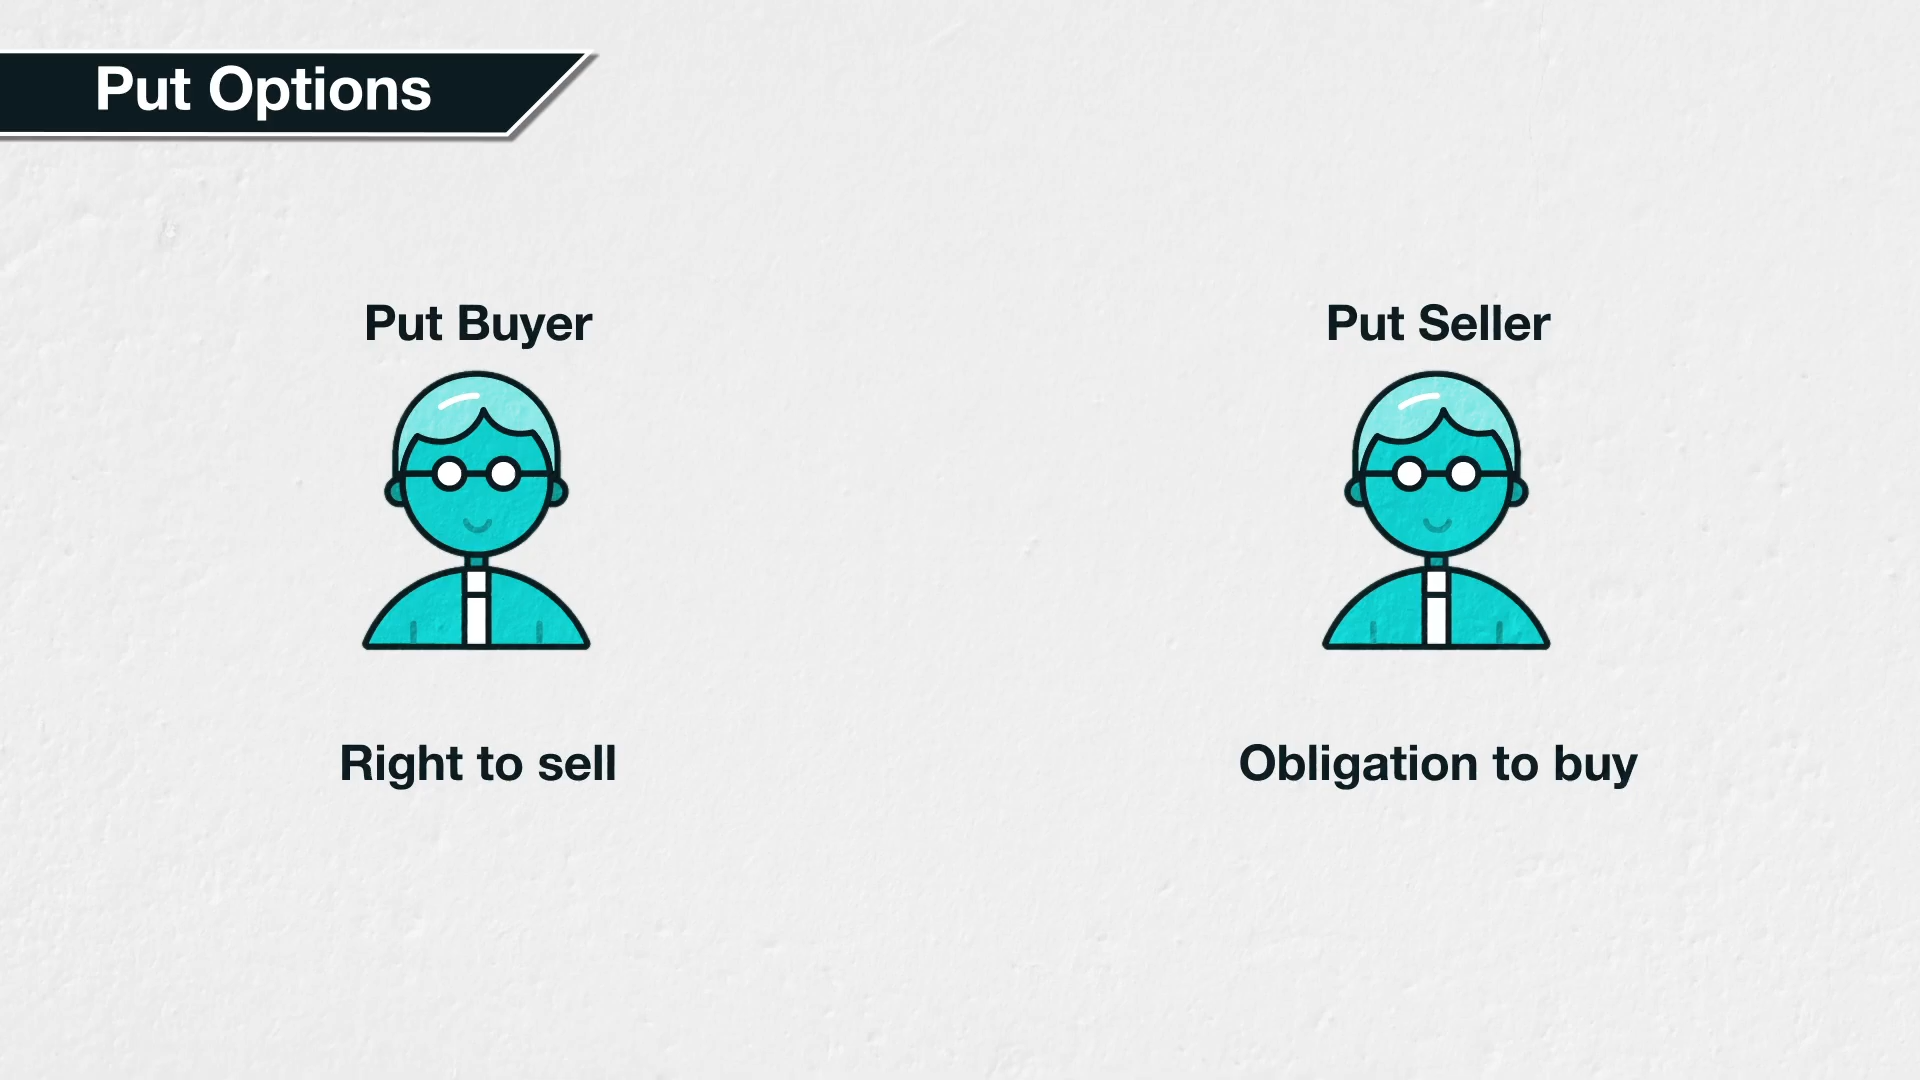 Put Options
Put Buyer
Put Seller
Right to sell
Obligation to buy